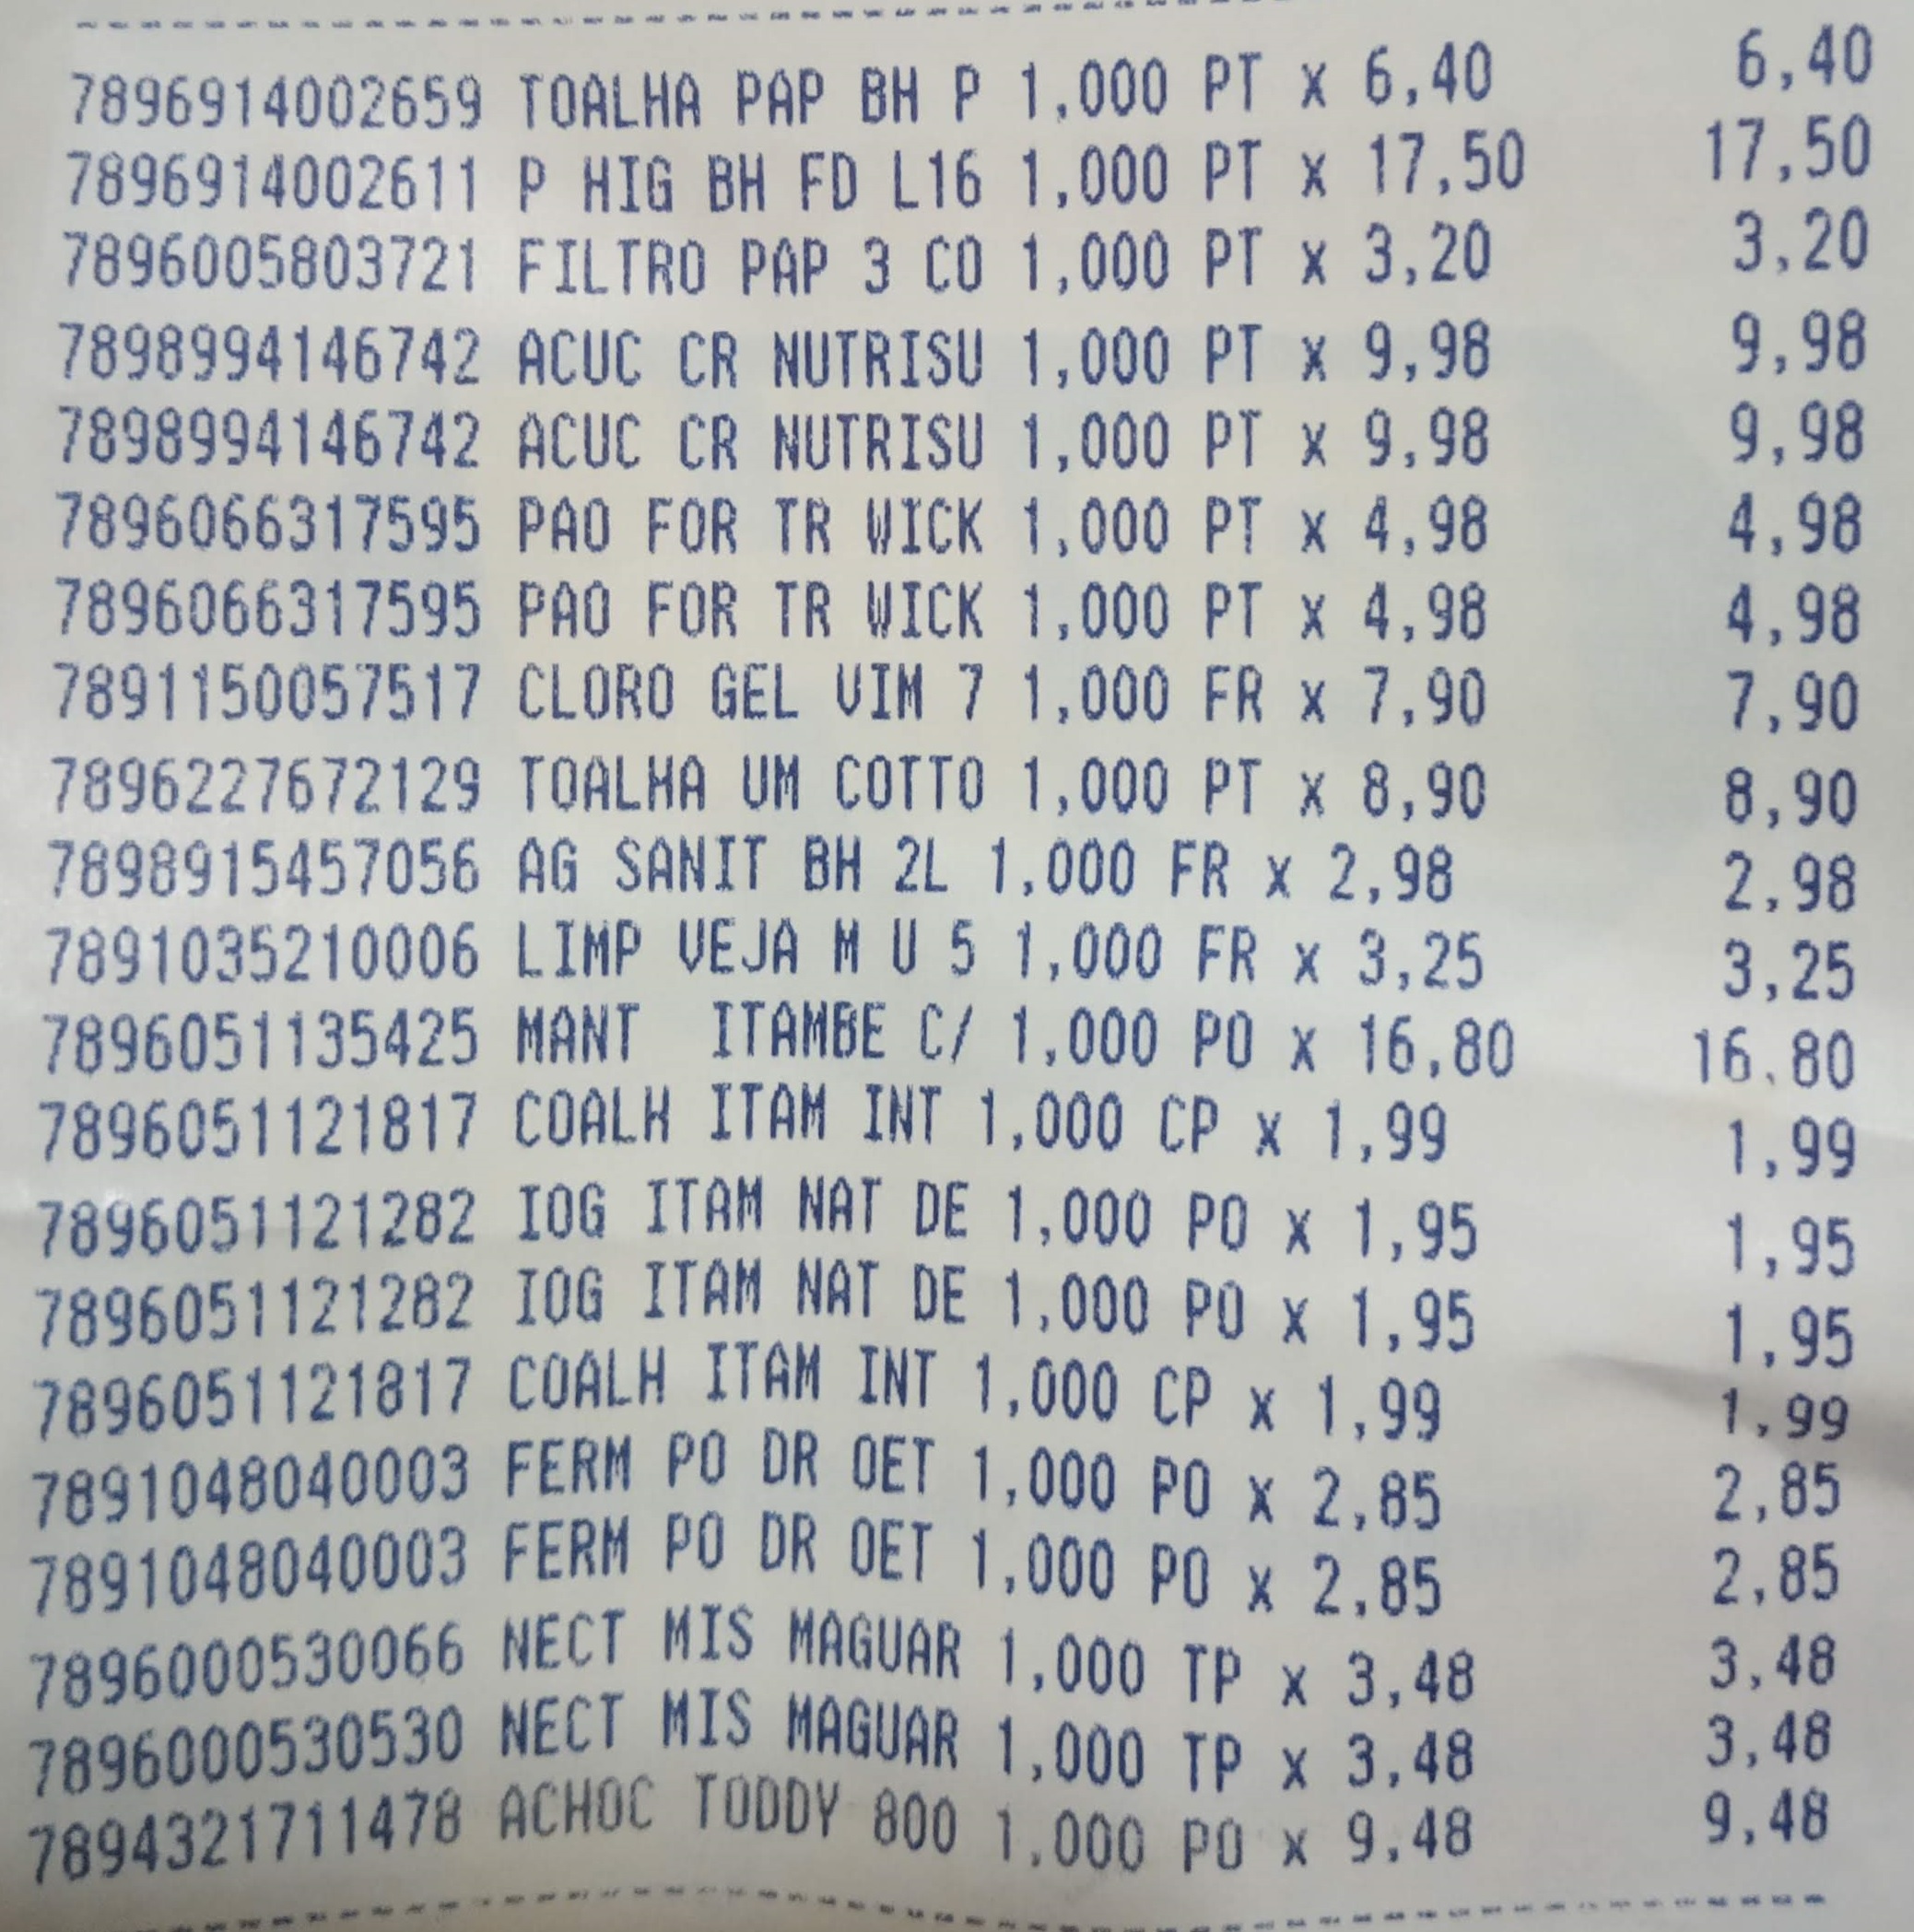 7896914002659 TOALHA PAP BH P 1,000 PT x 6,40 6,40
7896914002611 P HIG BH FD L16 1,000 PT x 17,50 17,50
7896005803721 FILTRO PAP 3 CO 1,000 PT x 3,20 3,20
7898994146742 ACUC CR NUTRISU 1,000 PT x 9,98 9,98
7898994146742 ACUC CR NUTRISU 1,000 PT x 9,98 9,98
7896066317595 PAO FOR TR WICK 1,000 PT x 4,98 4,98
7896066317595 PAO FOR TR WICK 1,000 PT x 4,98 4,98
7891150057517 CLORO GEL VIM 7 1,000 FR x 7,90 7,90
7896227672129 TOALHA UM COTTO 1,000 PT x 8,90 8,90
7898915457056 AG SANIT BH 2L 1,000 FR x 2,98 2,98
7891035210006 LIMP VEJA M U 5 1,000 FR x 3,25 3,25
7896051135425 MANT  ITAMBE C/ 1,000 PO x 16,80 16,80
7896051121817 COALH ITAM INT 1,000 CP x 1,99 1,99
7896051121282 IOG ITAM NAT DE 1,000 PO x 1,95 1,95
7896051121282 IOG ITAM NAT DE 1,000 PO x 1,95 1,95
7896051121817 COALH ITAM INT 1,000 CP x 1,99 1,99
7891048040003 FERM PO DR OET 1,000 PO x 2,85 2,85
7891048040003 FERM PO DR OET 1,000 PO x 2,85 2,85
7896000530066 NECT MIS MAGUAR 1,000 TP x 3,48 3,48
7896000530530 NECT MIS MAGUAR 1,000 TP x 3,48 3,48
7894321711478 ACHOC TODDY 800 1,000 PO x 9,48 9,48